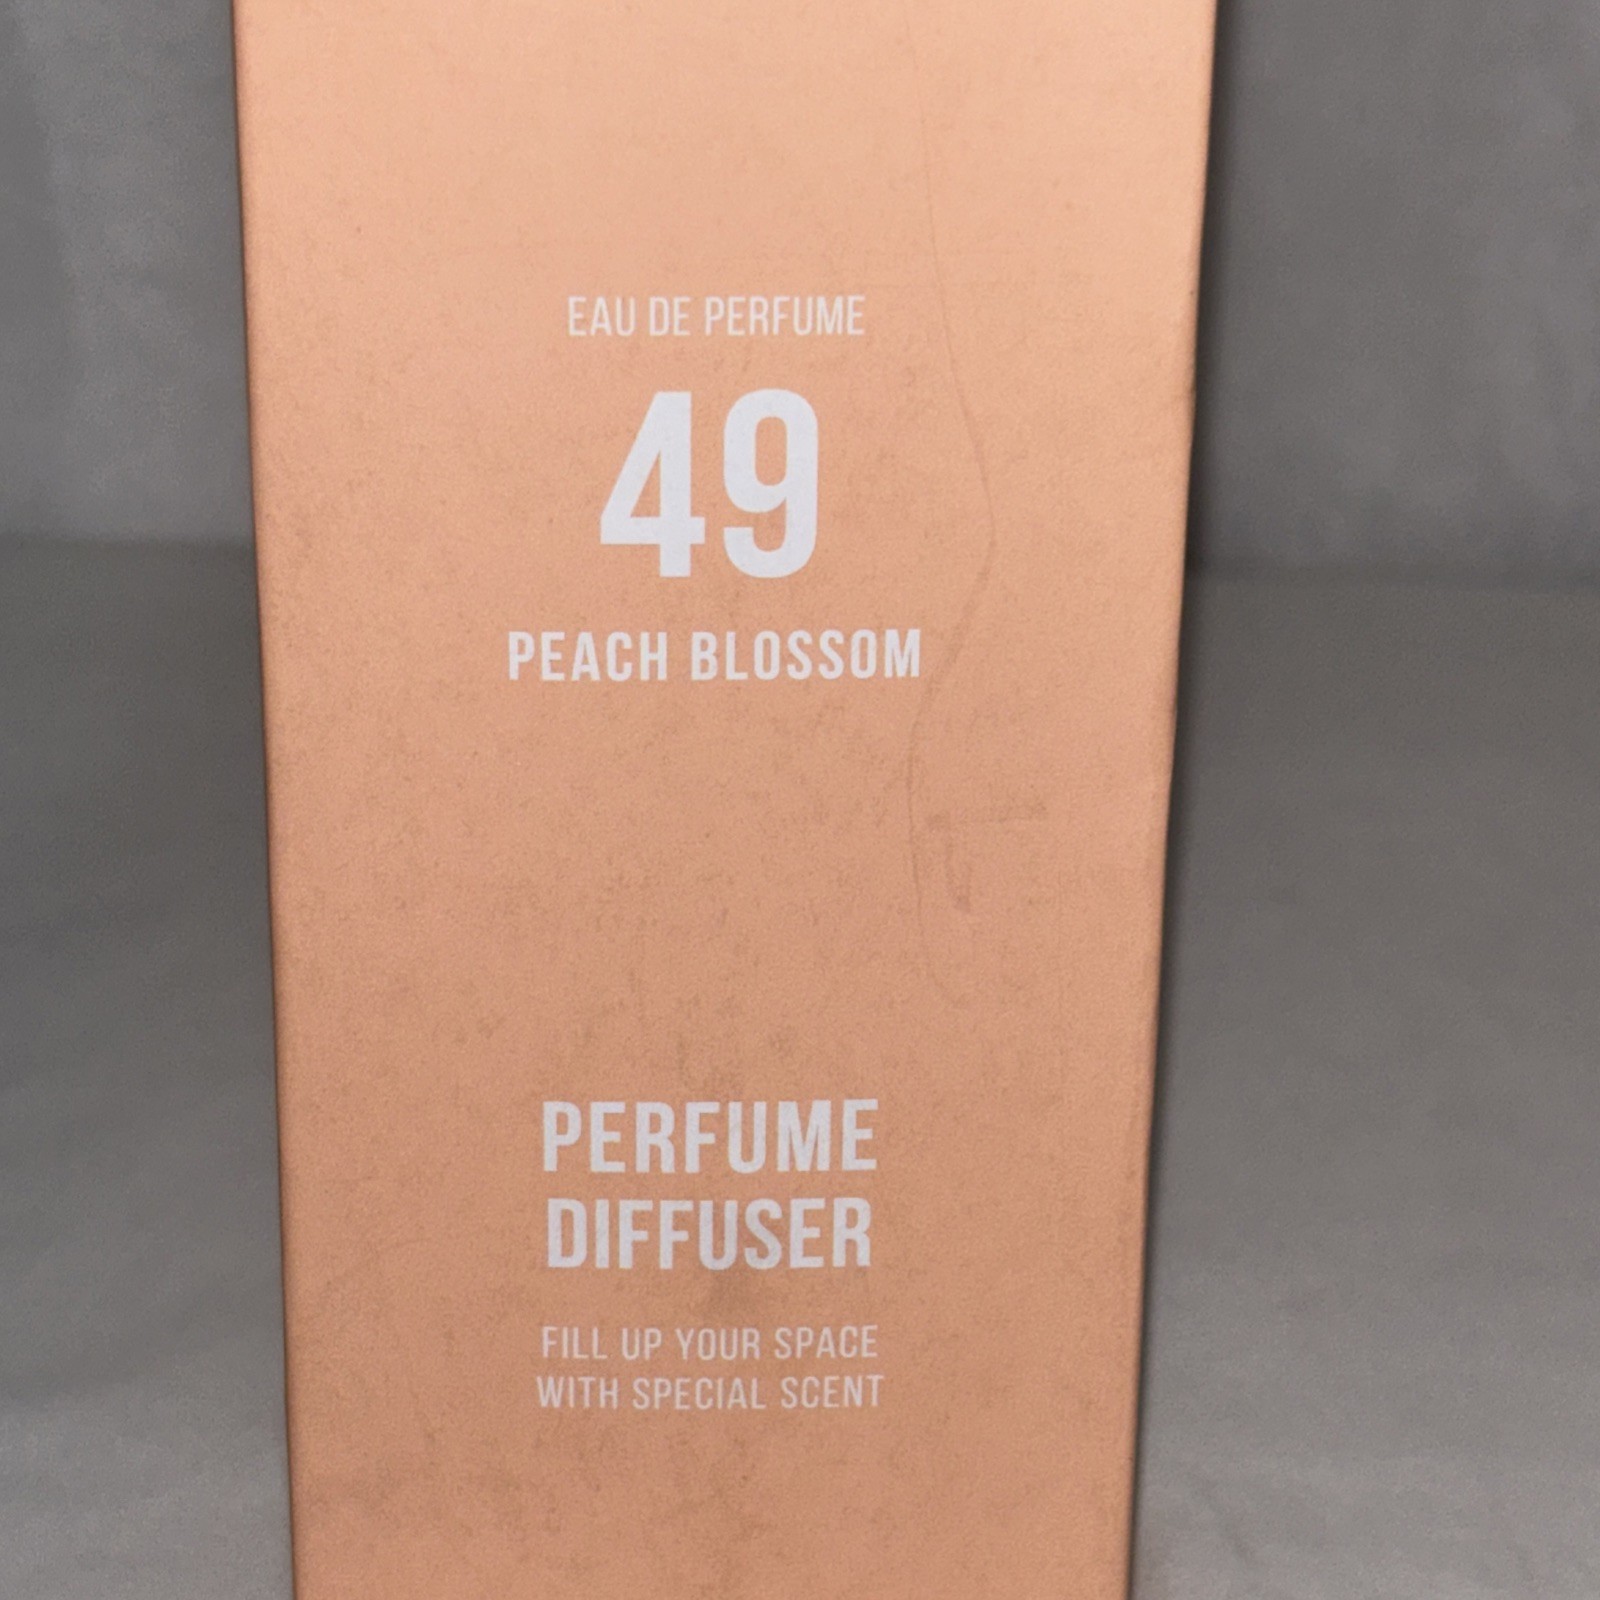 EAU DE PERFUME
49
PEACH BLOSSOM
PERFUME
DIFFUSER
FILL UP YOUR SPACE
WITH SPECIAL SCENT